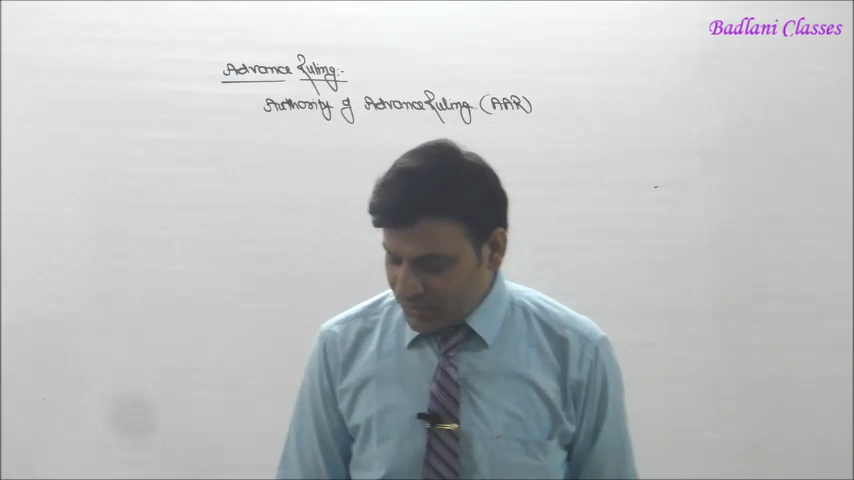 Badlani Classes
Advance Ruling:-
Authority of Advance Ruling. (AAR)